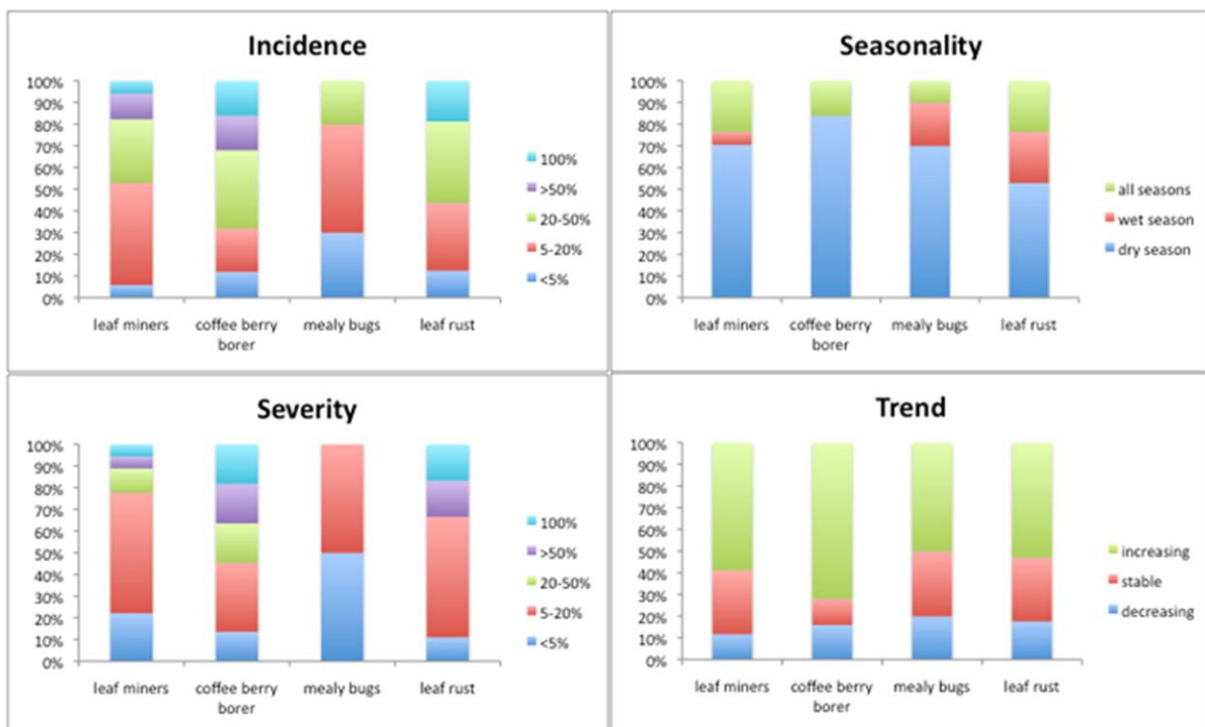 Incidence
100%
90%
80%
70%
60%
50%
40%
30%
20%
10%
0%
leaf miners
coffee berry
borer
mealy bugs
leaf rust
100%
>50%
20-50%
5-20%
<5%
Seasonality
100%
90%
80%
70%
60%
50%
40%
30%
20%
10%
0%
leaf miners
coffee berry
borer
mealy bugs
leaf rust
all seasons
wet season
dry season
Severity
100%
90%
80%
70%
60%
50%
40%
30%
20%
10%
0%
leaf miners
coffee berry
borer
mealy bugs
leaf rust
100%
>50%
20-50%
5-20%
<5%
Trend
100%
90%
80%
70%
60%
50%
40%
30%
20%
10%
0%
leaf miners
coffee berry
borer
mealy bugs
leaf rust
increasing
stable
decreasing